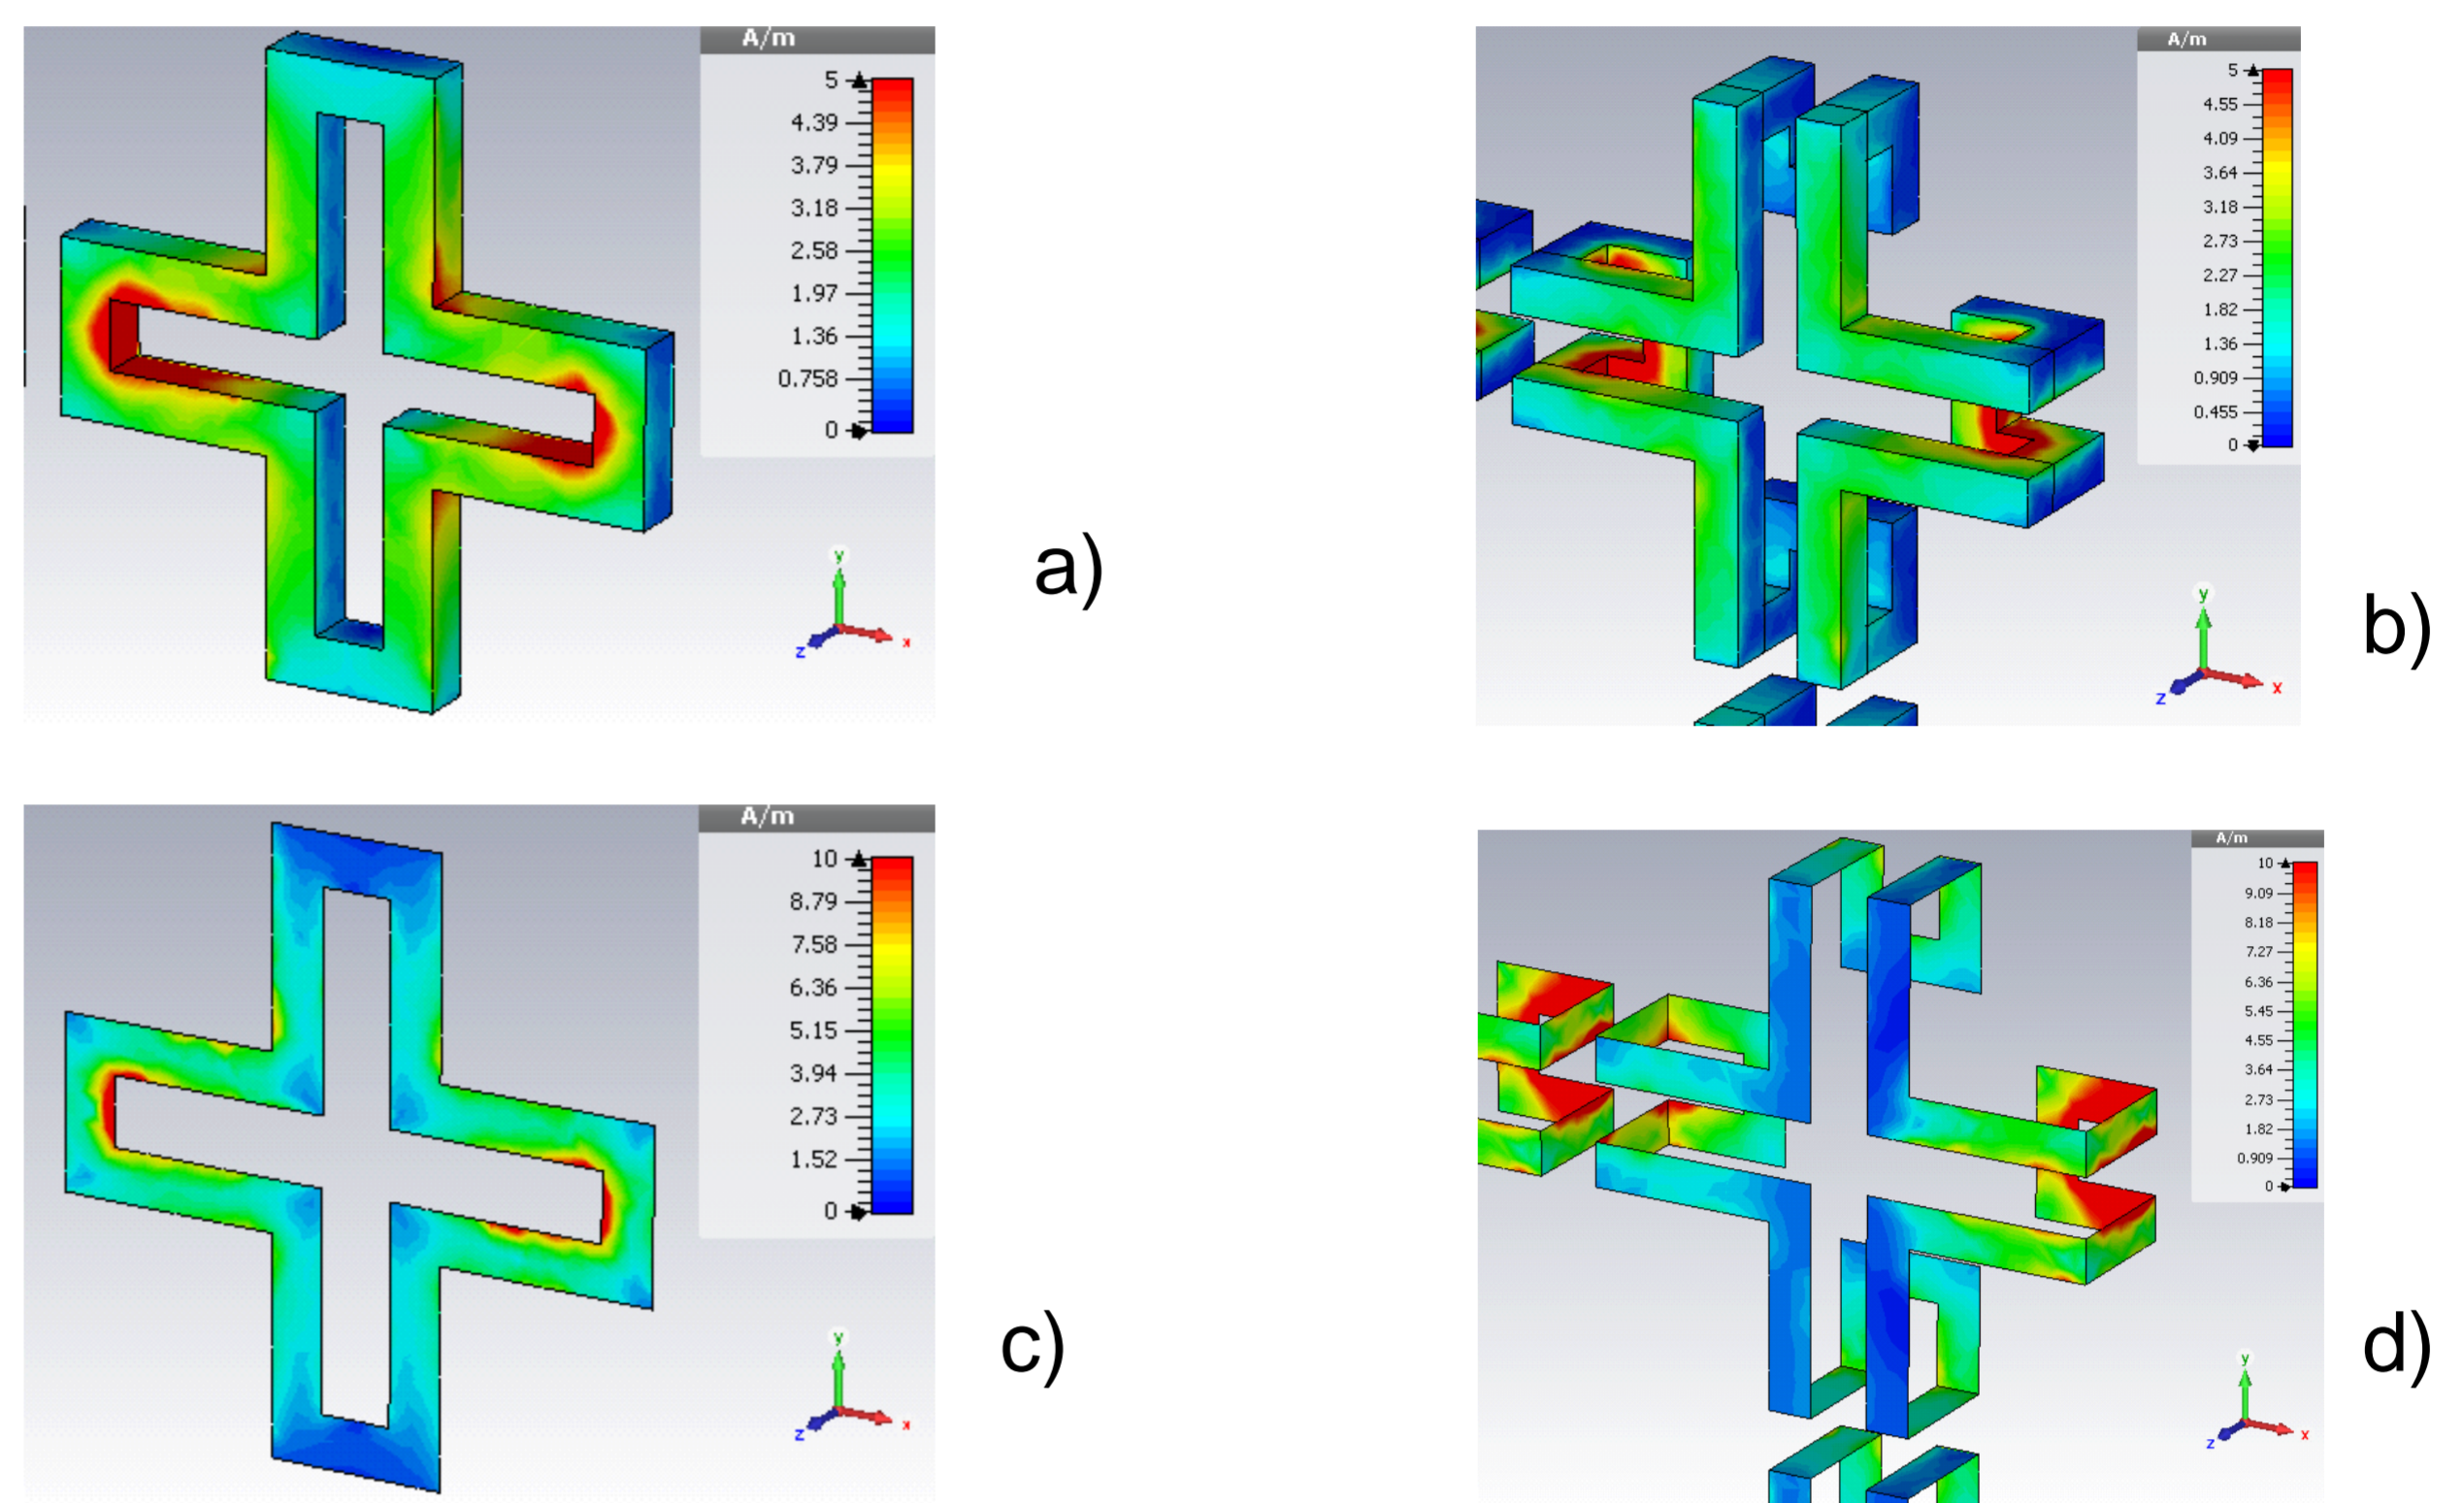 A/m
5
4.39
3.79
3.18
2.58
1.97
1.36
0.758
0
y
z
x
a)
A/m
5
4.55
4.09
3.64
3.18
2.73
2.27
1.82
1.36
0.909
0.455
0
y
z
x
b)
A/m
10
8.79
7.58
6.36
5.15
3.94
2.73
1.52
0
y
z
x
c)
A/m
10
9.09
8.18
7.27
6.36
5.45
4.55
3.64
2.73
1.82
0.909
0
y
z
x
d)